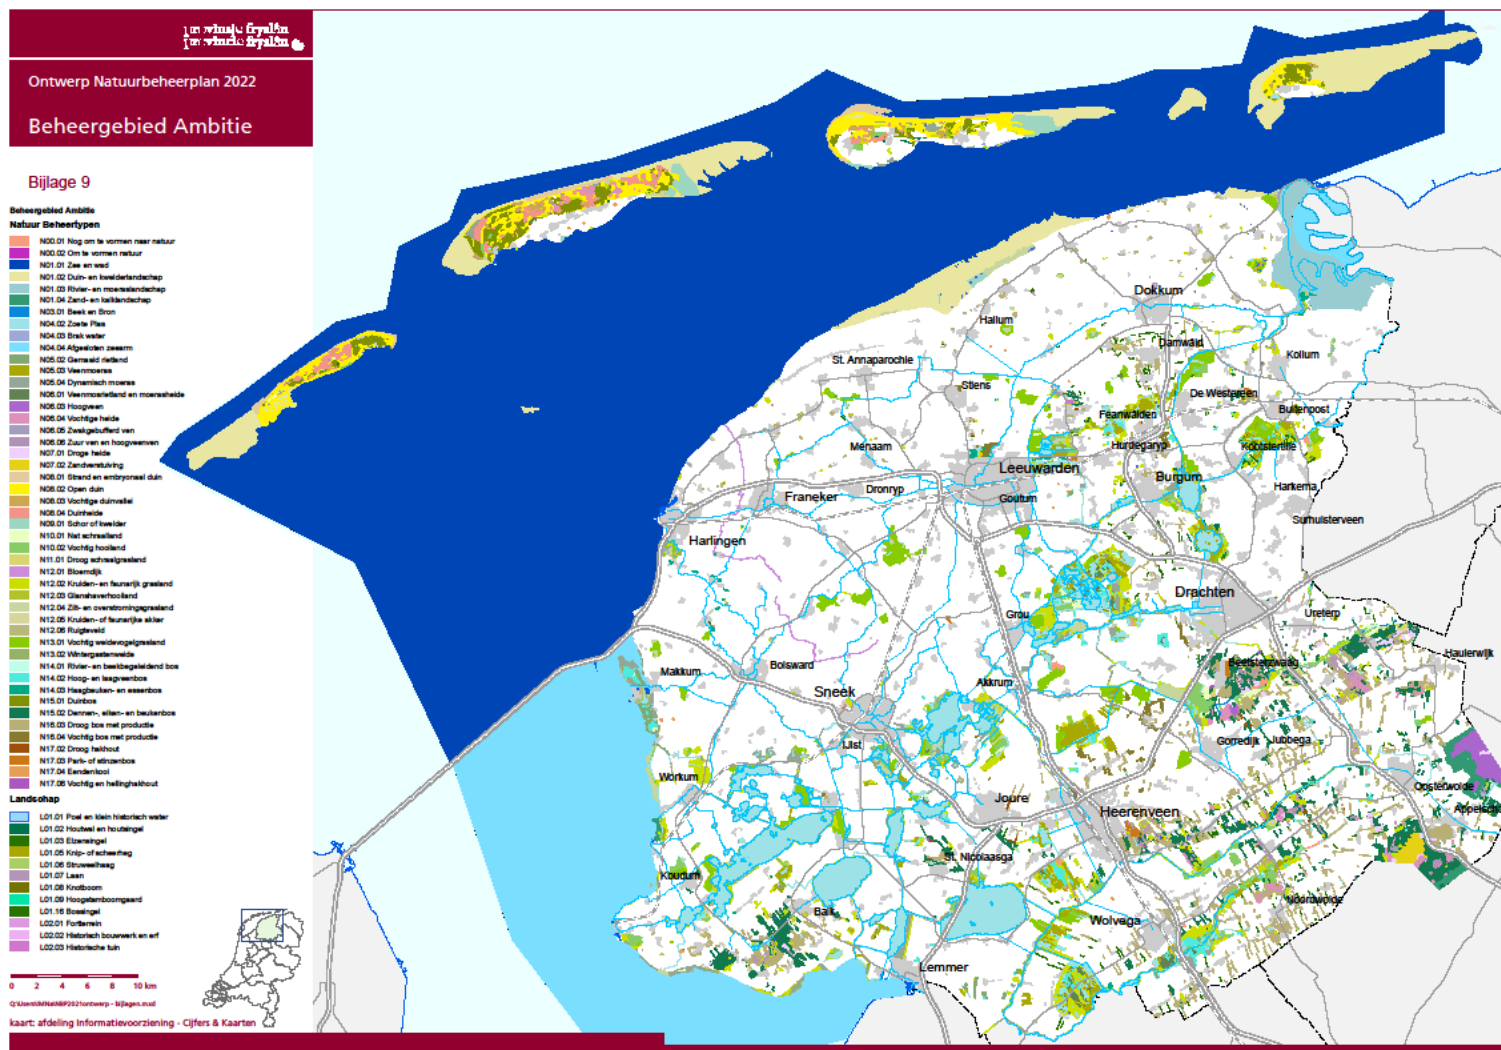 provinsje fryslân
provincie fryslân
Ontwerp Natuurbeheerplan 2022
Beheergebied Ambitie
Bijlage 9
Beheergebied Ambitie
Natuur Beheertypen
N00.01 Nog om te vormen naar natuur
N00.02 Om te vormen natuur
N01.01 Zee en wad
N01.02 Duin- en kwelderlandschap
N01.03 Rivier- en moeraslandschap
N01.04 Zand- en kalklandschap
N03.01 Beek en Bron
N04.02 Zoete Plas
N04.03 Brak water
N04.04 Afgesloten zeearm
N05.02 Gemaaid rietland
N05.03 Veenmoeras
N05.04 Dynamisch moeras
N06.01 Veenmosrietland en moerasheide
N06.03 Hoogveen
N06.04 Vochtige heide
N06.05 Zwakgebufferd ven
N06.06 Zuur ven en hoogveenven
N07.01 Droge heide
N07.02 Zandverstuiving
N08.01 Strand en embryonaal duin
N08.02 Open duin
N08.03 Vochtige duinvallei
N08.04 Duinheide
N09.01 Schor of kwelder
N10.01 Nat schraalland
N10.02 Vochtig hooiland
N11.01 Droog schraalgrasland
N12.01 Bloemdijk
N12.02 Kruiden- en faunarijk grasland
N12.03 Glanshaverhooiland
N12.04 Zilt- en overstromingsgrasland
N12.05 Kruiden- of faunarijke akker
N12.06 Ruigteveld
N13.01 Vochtig weidevogelgrasland
N13.02 Wintergastenweide
N14.01 Rivier- en beekbegeleidend bos
N14.02 Hoog- en laagveenbos
N14.03 Haagbeuken- en essenbos
N15.01 Duinbos
N15.02 Dennen-, eiken- en beukenbos
N16.03 Droog bos met productie
N16.04 Vochtig bos met productie
N17.02 Droog hakhout
N17.03 Park- of stinzenbos
N17.04 Eendenkooi
N17.06 Vochtig en hellinghakhout
Landschap
L01.01 Poel en klein historisch water
L01.02 Houtwal en houtsingel
L01.03 Elzensingel
L01.05 Knip- of scheerheg
L01.06 Struweelhaag
L01.07 Laan
L01.08 Knotboom
L01.09 Hoogstamboomgaard
L01.16 Bossingel
L02.01 Fortterrein
L02.02 Historisch bouwwerk en erf
L02.03 Historische tuin
0 2 4 6 8 10 km
kaart: afdeling Informatievoorziening - Cijfers & Kaarten
Dokkum
Hallum
Damwâld
Kollum
St. Annaparochie
Stiens
De Westereen
Buitenpost
Feanwâlden
Hurdegaryp
Kootstertille
Menaam
Leeuwarden
Burgum
Harkema
Dronryp
Franeker
Goutum
Surhuisterveen
Harlingen
Drachten
Grou
Ureterp
Haulerwijk
Beetsterzwaag
Makkum
Bolsward
Akkrum
Sneek
Gorredijk
Jubbega
IJlst
Workum
Oosterwolde
Joure
Heerenveen
Appelscha
St. Nicolaasga
Koudum
Noordwolde
Balk
Wolvega
Lemmer